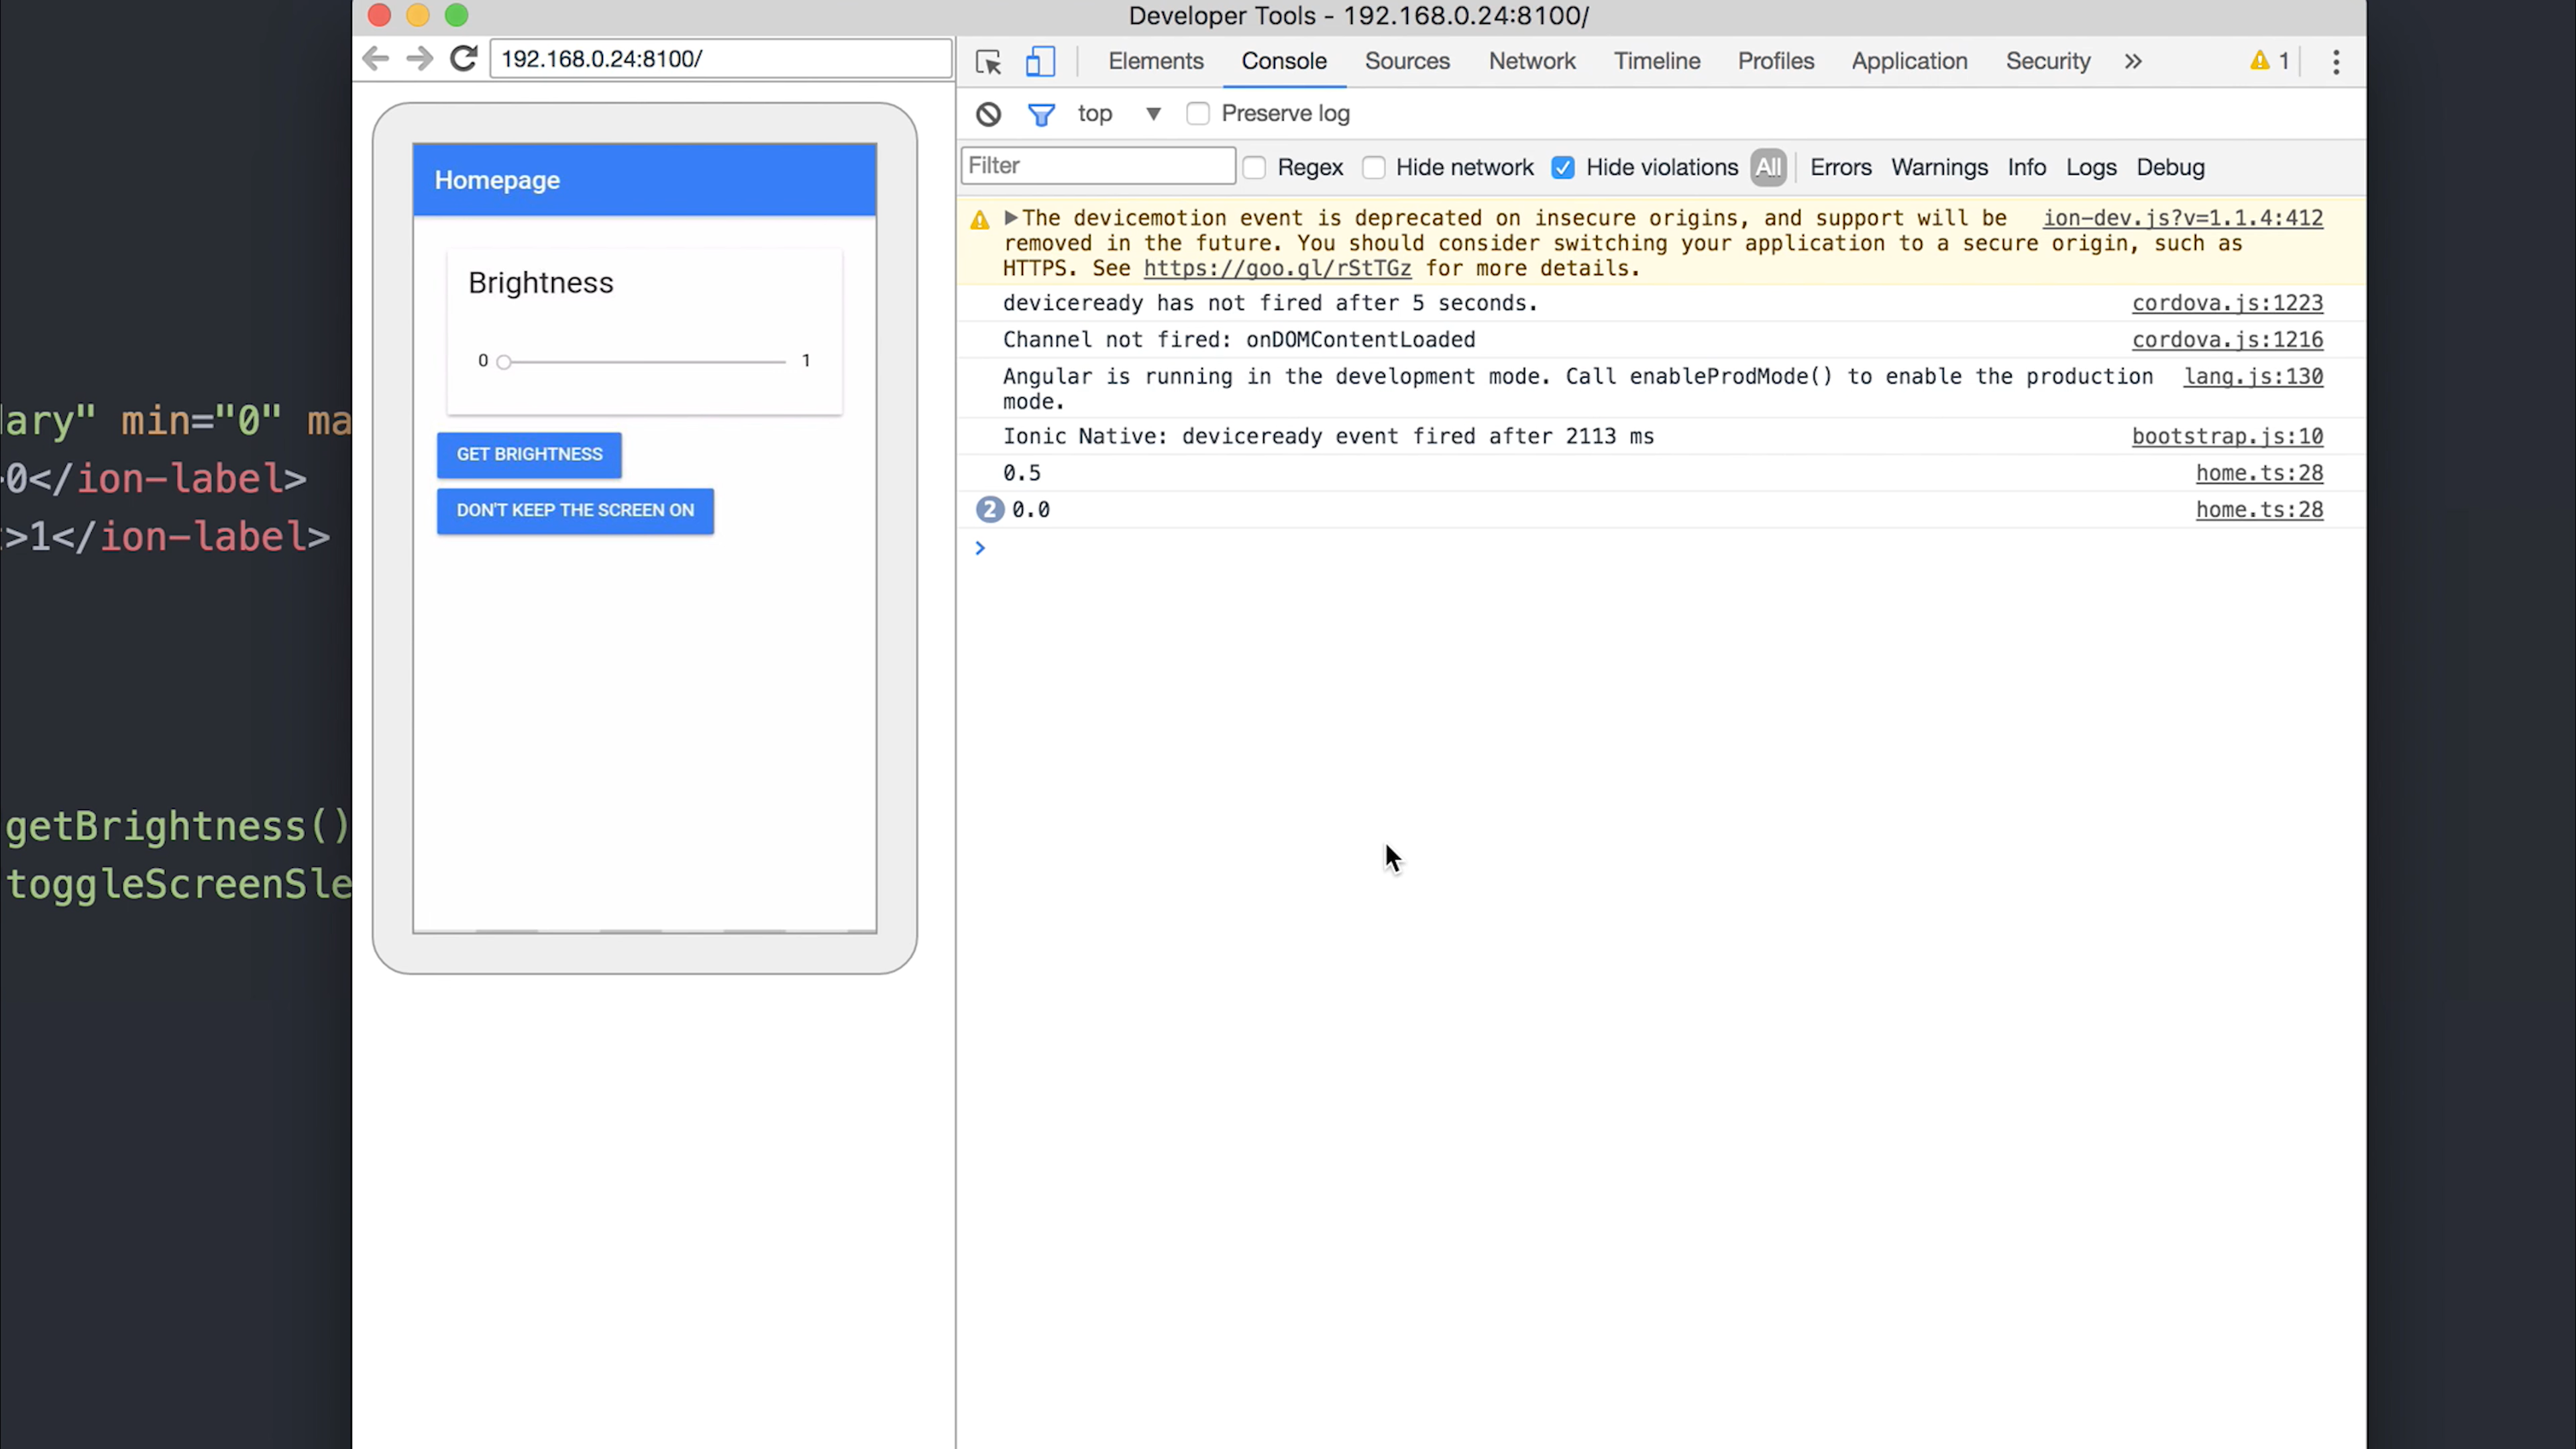 Developer Tools - 192.168.0.24:8100/
192.168.0.24:8100/
Elements Console Sources Network Timeline Profiles Application Security » 1
top ▼ Preserve log
Filter Regex Hide network Hide violations All Errors Warnings Info Logs Debug
Homepage
Brightness
0 1
GET BRIGHTNESS
DON'T KEEP THE SCREEN ON
The devicemotion event is deprecated on insecure origins, and support will be ion-dev.js?v=1.1.4:412
removed in the future. You should consider switching your application to a secure origin, such as
HTTPS. See https://goo.gl/rStTGz for more details.
deviceready has not fired after 5 seconds. cordova.js:1223
Channel not fired: onDOMContentLoaded cordova.js:1216
Angular is running in the development mode. Call enableProdMode() to enable the production lang.js:130
mode.
Ionic Native: deviceready event fired after 2113 ms bootstrap.js:10
0.5 home.ts:28
2 0.0 home.ts:28
>
ary" min="0" ma
0</ion-label>
>1</ion-label>
getBrightness()
toggleScreenSle